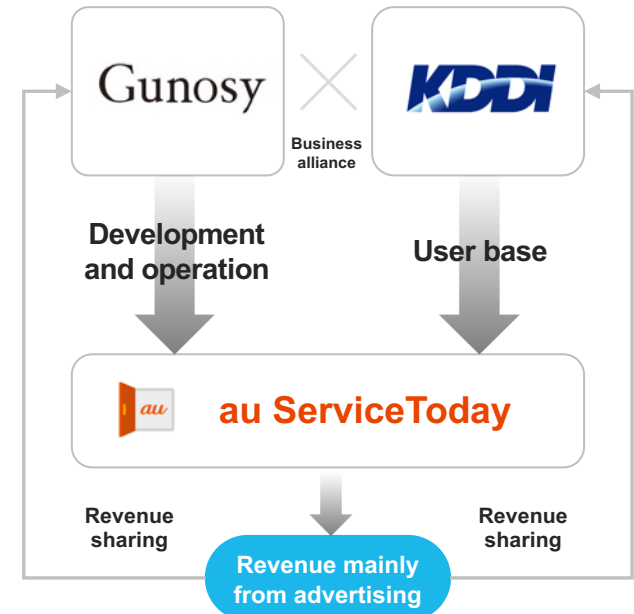 Gunosy
KDDI
Business
alliance
Development
and operation
User base
au
au ServiceToday
Revenue
sharing
Revenue
sharing
Revenue mainly
from advertising